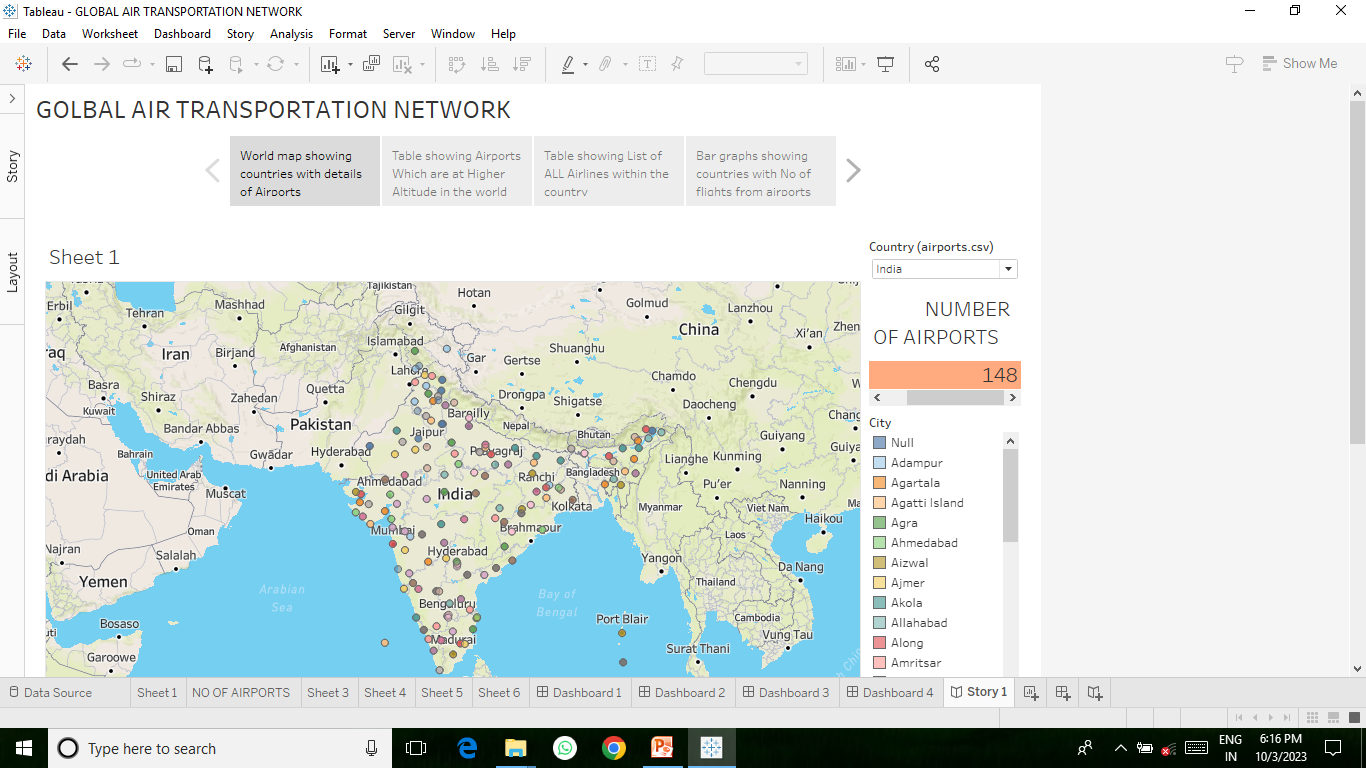 Tableau - GLOBAL AIR TRANSPORTATION NETWORK
File Data Worksheet Dashboard Story Analysis Format Server Window Help
Show Me
Story
Layout
GOLBAL AIR TRANSPORTATION NETWORK
World map showing
countries with details
of Airports
Table showing Airports
Which are at Higher
Altitude in the world
Table showing List of
ALL Airlines within the
country
Bar graphs showing
countries with No of
flights from airports
Sheet 1
Country (airports.csv)
India
NUMBER
OF AIRPORTS
148
City
Null
Adampur
Agartala
Agatti Island
Agra
Ahmedabad
Aizwal
Ajmer
Akola
Allahabad
Along
Amritsar
Tajikistan
Erbil
Tehran
Mashhad
Hotan
Golmud
Lanzhou
Gilgit
China
Xi'an
Zhen
raq
Iran
Birjand
Afghanistan
Islamabad
Gar
Gertse
Shuanghu
Basra
Lahore
Chamdo
Chengdu
Kuwait
Shiraz
Zahedan
Quetta
Drongpa
Shigatse
Daocheng
Chang
uraydah
Bandar Abbas
Pakistan
Bareilly
Nepal
Bhutan
Guiyang
Guiya
Bahrain
Gwadar
Hyderabad
Jaipur
Prayagraj
Lianghe
Kunming
di Arabia
United Arab
Emirates
Muscat
Ahmedabad
India
Ranchi
Bangladesh
Pu'er
Nanning
Kolkata
Myanmar
Viet Nam
Ma
Oman
Mumbai
Brahmapur
Haikou
Najran
Salalah
Hyderabad
Yangon
Laos
Da Nang
Yemen
Arabian
Sea
Bay of
Bengal
Thailand
Bengaluru
Cambodia
uti
Bosaso
Port Blair
Vung Tau
Garoowe
Madurai
Surat Thani
h Chi
Data Source
Sheet 1
NO OF AIRPORTS
Sheet 3
Sheet 4
Sheet 5
Sheet 6
Dashboard 1
Dashboard 2
Dashboard 3
Dashboard 4
Story 1
Type here to search
ENG
IN
6:16 PM
10/3/2023